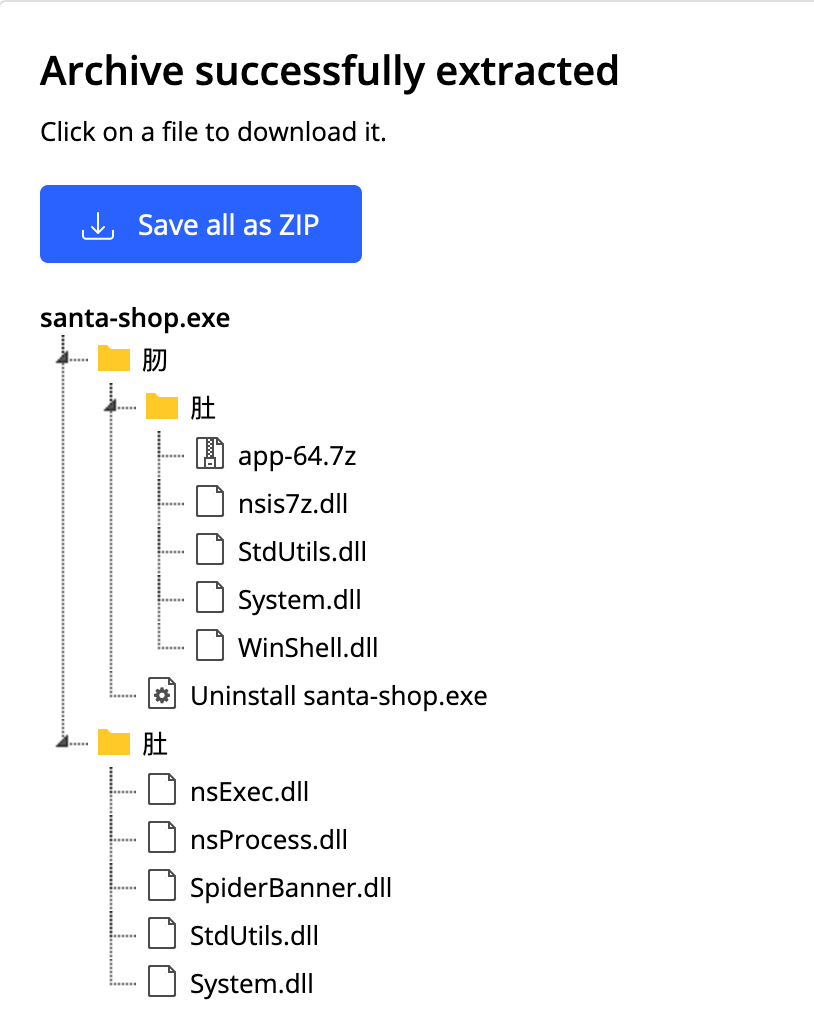 Archive successfully extracted
Click on a file to download it.
Save all as ZIP
santa-shop.exe
肕
肚
app-64.7z
nsis7z.dll
StdUtils.dll
System.dll
WinShell.dll
Uninstall santa-shop.exe
肚
nsExec.dll
nsProcess.dll
SpiderBanner.dll
StdUtils.dll
System.dll